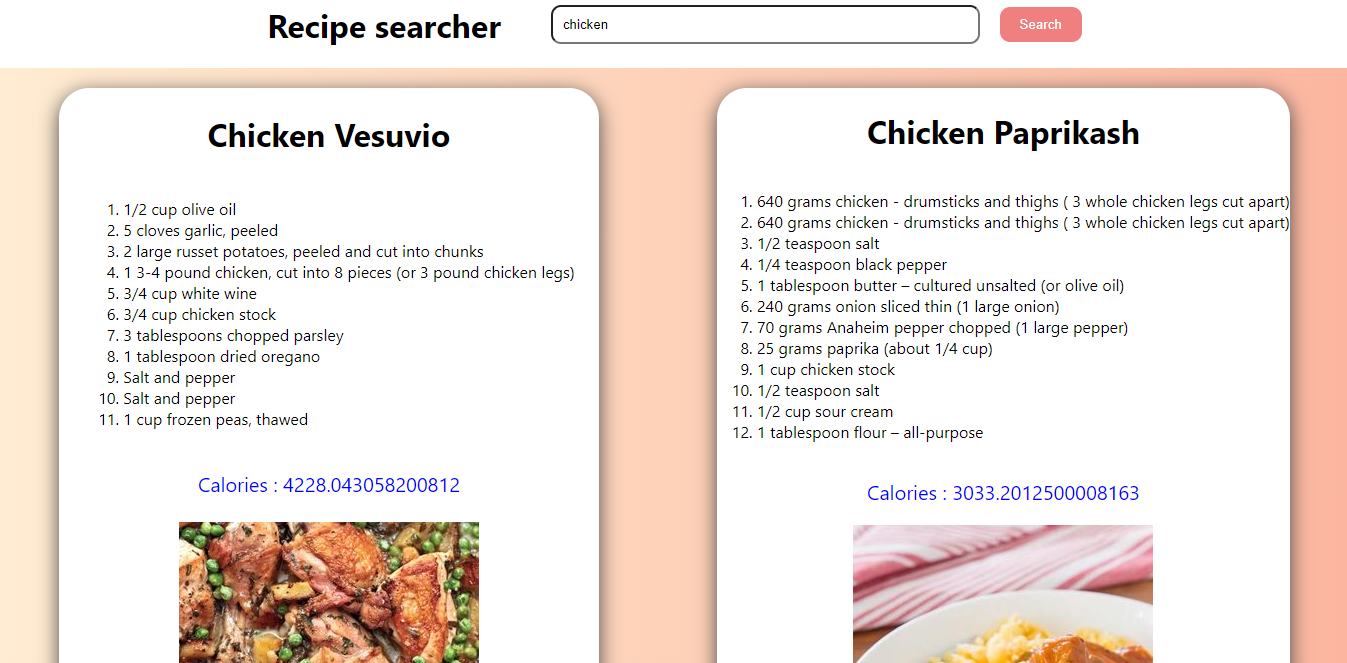 Recipe searcher
chicken
Search
Chicken Vesuvio
1. 1/2 cup olive oil
2. 5 cloves garlic, peeled
3. 2 large russet potatoes, peeled and cut into chunks
4. 1 3-4 pound chicken, cut into 8 pieces (or 3 pound chicken legs)
5. 3/4 cup white wine
6. 3/4 cup chicken stock
7. 3 tablespoons chopped parsley
8. 1 tablespoon dried oregano
9. Salt and pepper
10. Salt and pepper
11. 1 cup frozen peas, thawed
Calories : 4228.043058200812
Chicken Paprikash
1. 640 grams chicken - drumsticks and thighs ( 3 whole chicken legs cut apart)
2. 640 grams chicken - drumsticks and thighs ( 3 whole chicken legs cut apart)
3. 1/2 teaspoon salt
4. 1/4 teaspoon black pepper
5. 1 tablespoon butter – cultured unsalted (or olive oil)
6. 240 grams onion sliced thin (1 large onion)
7. 70 grams Anaheim pepper chopped (1 large pepper)
8. 25 grams paprika (about 1/4 cup)
9. 1 cup chicken stock
10. 1/2 teaspoon salt
11. 1/2 cup sour cream
12. 1 tablespoon flour – all-purpose
Calories : 3033.2012500008163